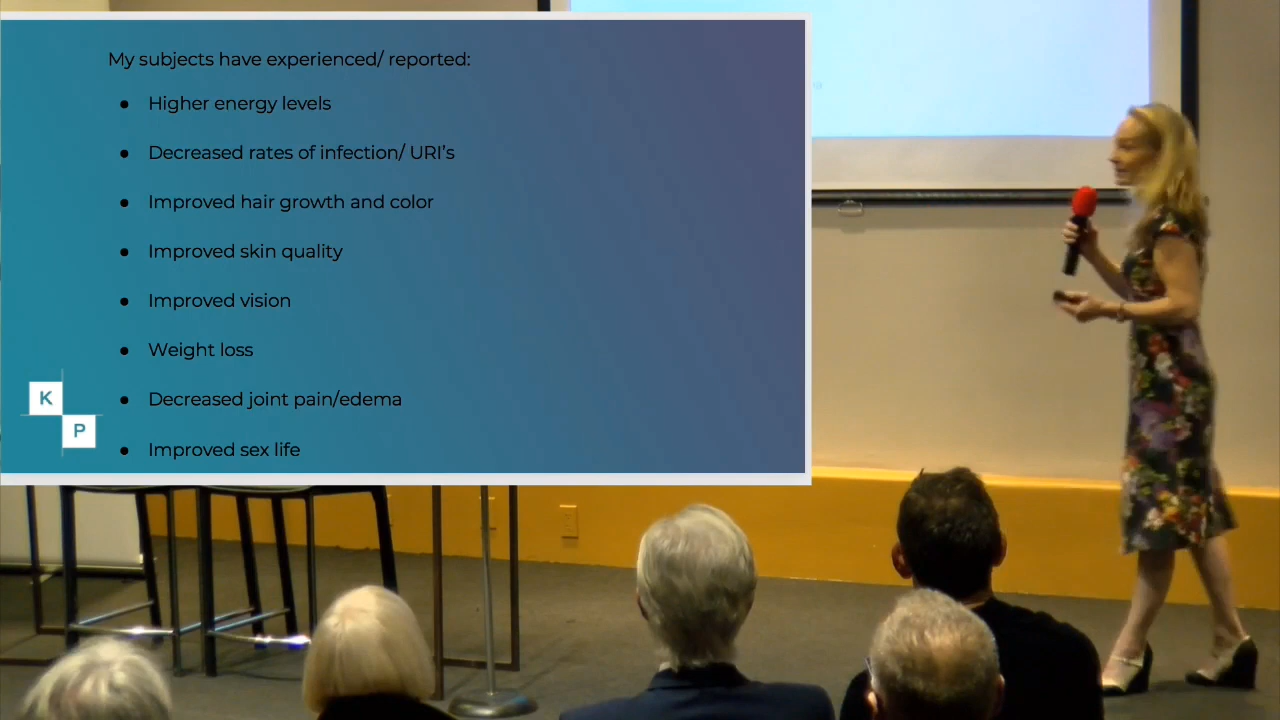 My subjects have experienced/ reported:
● Higher energy levels
● Decreased rates of infection/ URI's
● Improved hair growth and color
● Improved skin quality
● Improved vision
● Weight loss
● Decreased joint pain/edema
● Improved sex life
K
P